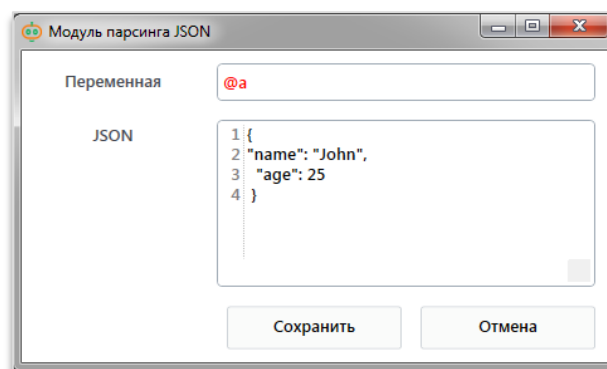 Модуль парсинга JSON
Переменная
@a
JSON
1 {
2 "name": "John",
3 "age": 25
4 }
Сохранить
Отмена